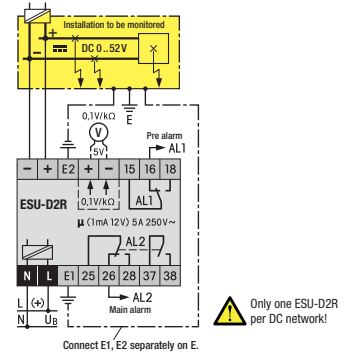 Installation to be monitored
+
−
DC 0..52V
0,1V/kΩ
V
5V
E
Pre alarm
AL1
− + E2 + − 15 16 18
ESU-D2R
0,1V/kΩ
AL1
µ (1mA 12V) 5A 250V~
AL2
N L E1 25 26 28 37 38
L (+)
N UB
AL2
Main alarm
Connect E1, E2 separately on E.
Only one ESU-D2R
per DC network!